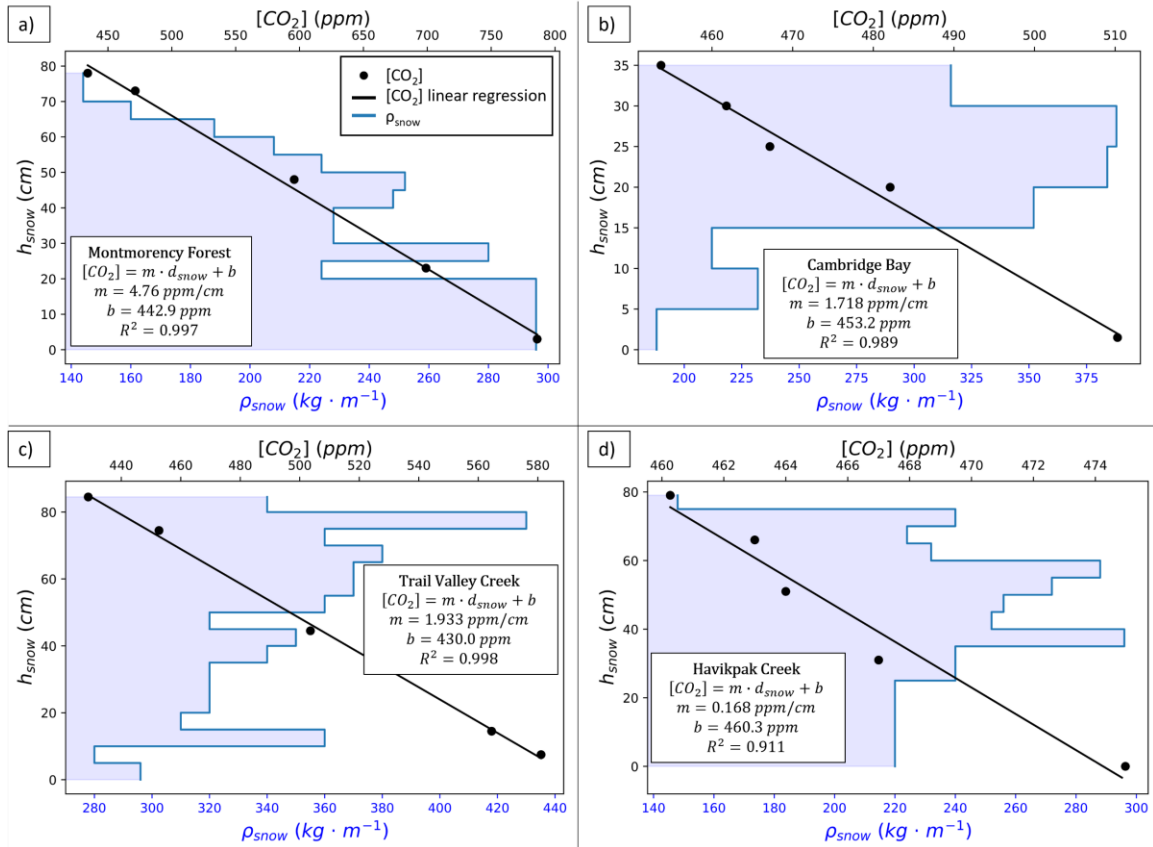 a)
[CO₂] (ppm)
450 500 550 600 650 700 750 800
[CO₂]
[CO₂] linear regression
ρsnow
80
70
60
50
40
30
20
10
0
hsnow (cm)
Montmorency Forest
[CO₂] = m · dsnow + b
m = 4.76 ppm/cm
b = 442.9 ppm
R² = 0.997
140 160 180 200 220 240 260 280 300
ρsnow (kg · m⁻¹)
b)
[CO₂] (ppm)
460 470 480 490 500 510
35
30
25
20
15
10
5
0
hsnow (cm)
Cambridge Bay
[CO₂] = m · dsnow + b
m = 1.718 ppm/cm
b = 453.2 ppm
R² = 0.989
200 225 250 275 300 325 350 375
ρsnow (kg · m⁻¹)
c)
[CO₂] (ppm)
440 460 480 500 520 540 560 580
80
60
40
20
0
hsnow (cm)
Trail Valley Creek
[CO₂] = m · dsnow + b
m = 1.933 ppm/cm
b = 430.0 ppm
R² = 0.998
280 300 320 340 360 380 400 420 440
ρsnow (kg · m⁻¹)
d)
[CO₂] (ppm)
460 462 464 466 468 470 472 474
80
60
40
20
0
hsnow (cm)
Havikpak Creek
[CO₂] = m · dsnow + b
m = 0.168 ppm/cm
b = 460.3 ppm
R² = 0.911
140 160 180 200 220 240 260 280 300
ρsnow (kg · m⁻¹)